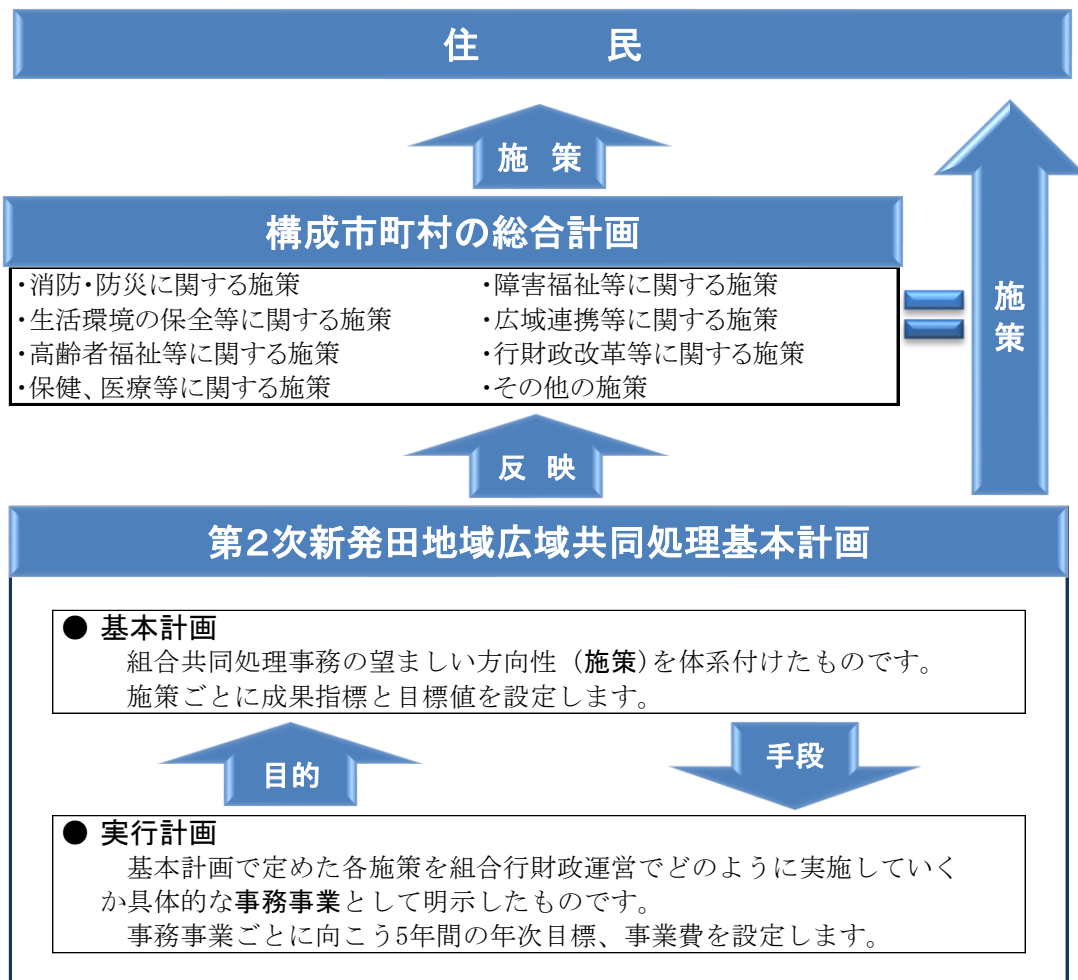 住　民
施　策
構成市町村の総合計画
・消防・防災に関する施策
・生活環境の保全等に関する施策
・高齢者福祉等に関する施策
・保健、医療等に関する施策
・障害福祉等に関する施策
・広域連携等に関する施策
・行財政改革等に関する施策
・その他の施策
施策
反　映
第2次新発田地域広域共同処理基本計画
● 基本計画
組合共同処理事務の望ましい方向性（施策）を体系付けたものです。
施策ごとに成果指標と目標値を設定します。
目的
手段
● 実行計画
基本計画で定めた各施策を組合行財政運営でどのように実施していく
か具体的な事務事業として明示したものです。
事務事業ごとに向こう5年間の年次目標、事業費を設定します。